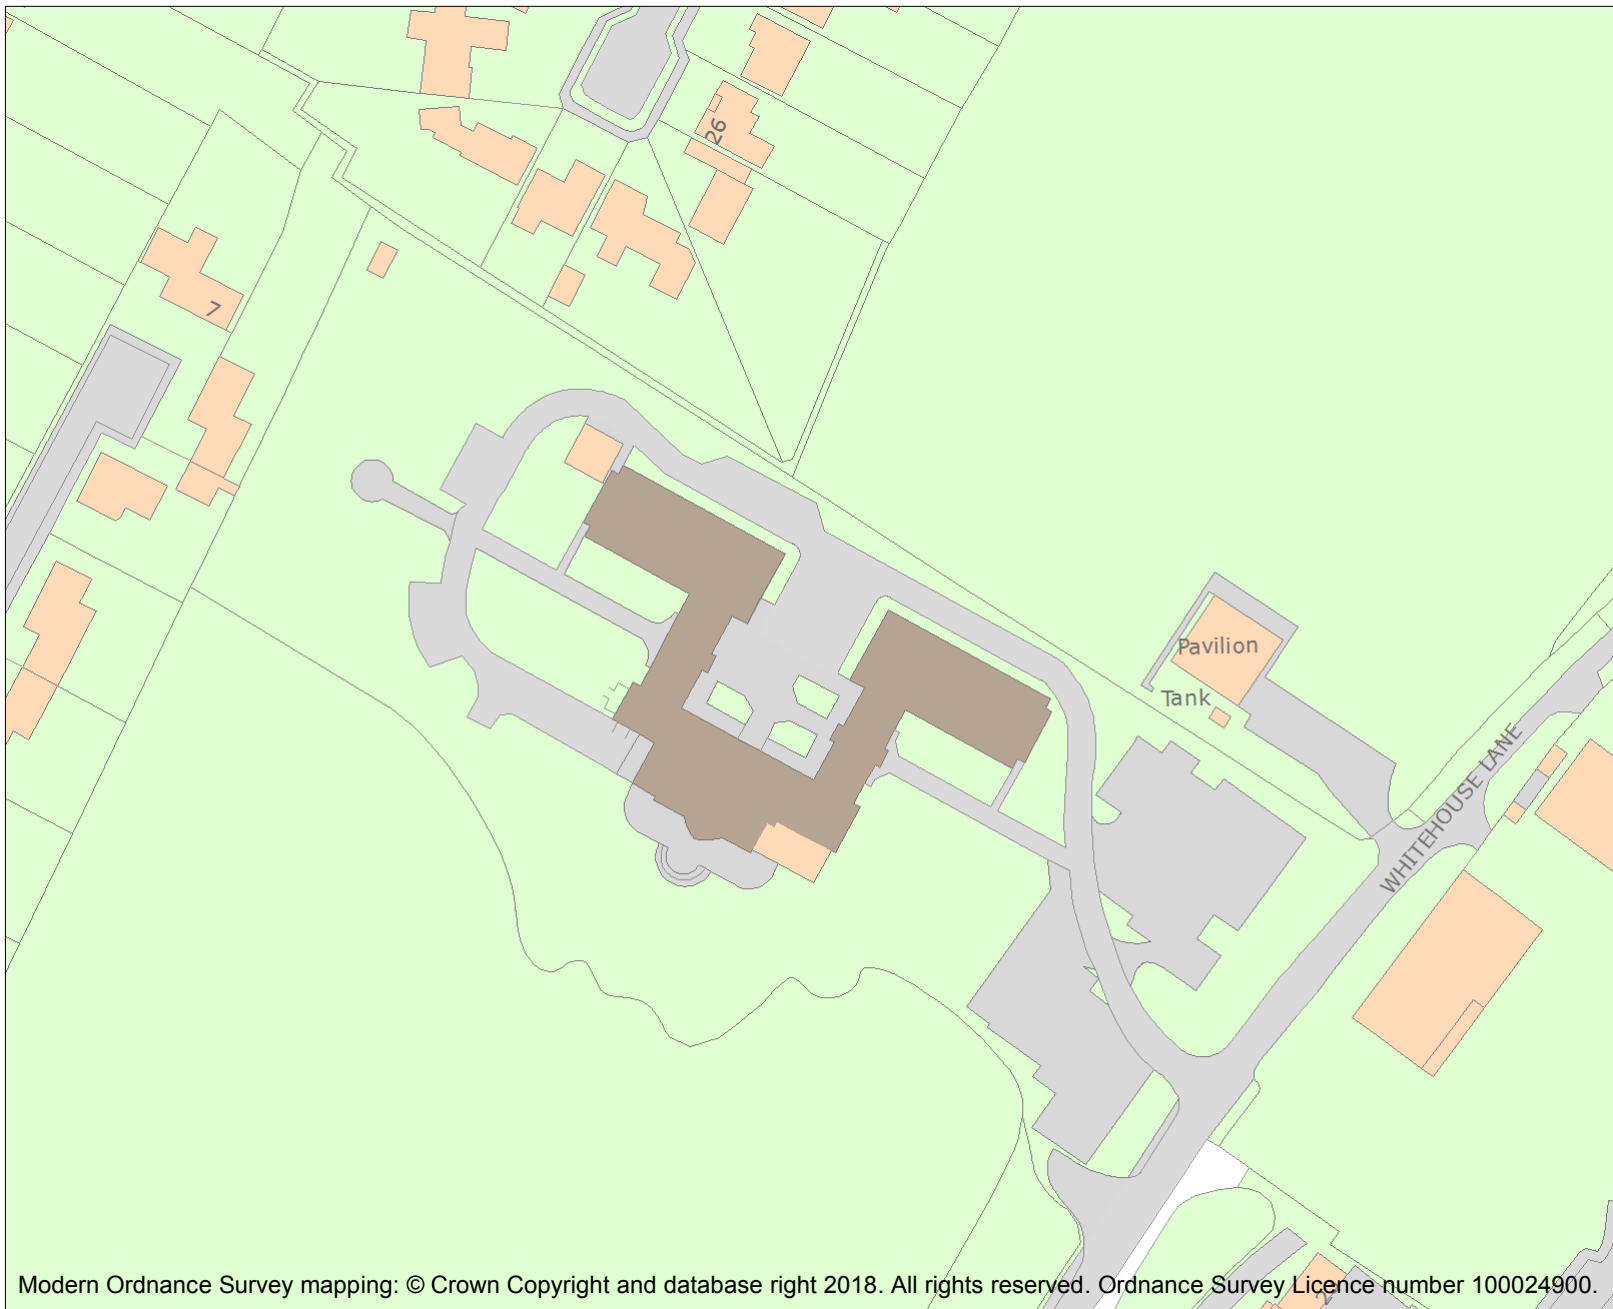 26
7
Pavilion
Tank
WHITEHOUSE LANE
Modern Ordnance Survey mapping: © Crown Copyright and database right 2018. All rights reserved. Ordnance Survey Licence number 100024900.